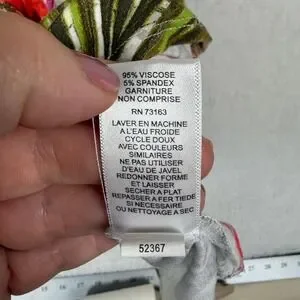 95% VISCOSE
5% SPANDEX
GARNITURE
NON COMPRISE
RN 73163
LAVER EN MACHINE
A L'EAU FROIDE
CYCLE DOUX
AVEC COULEURS
SIMILAIRES
NE PAS UTILISER
D'EAU DE JAVEL
REDONNER FORME
ET LAISSER
SECHER A PLAT
REPASSER A FER TIEDE
SI NECESSAIRE
OU NETTOYAGE A SEC
52367